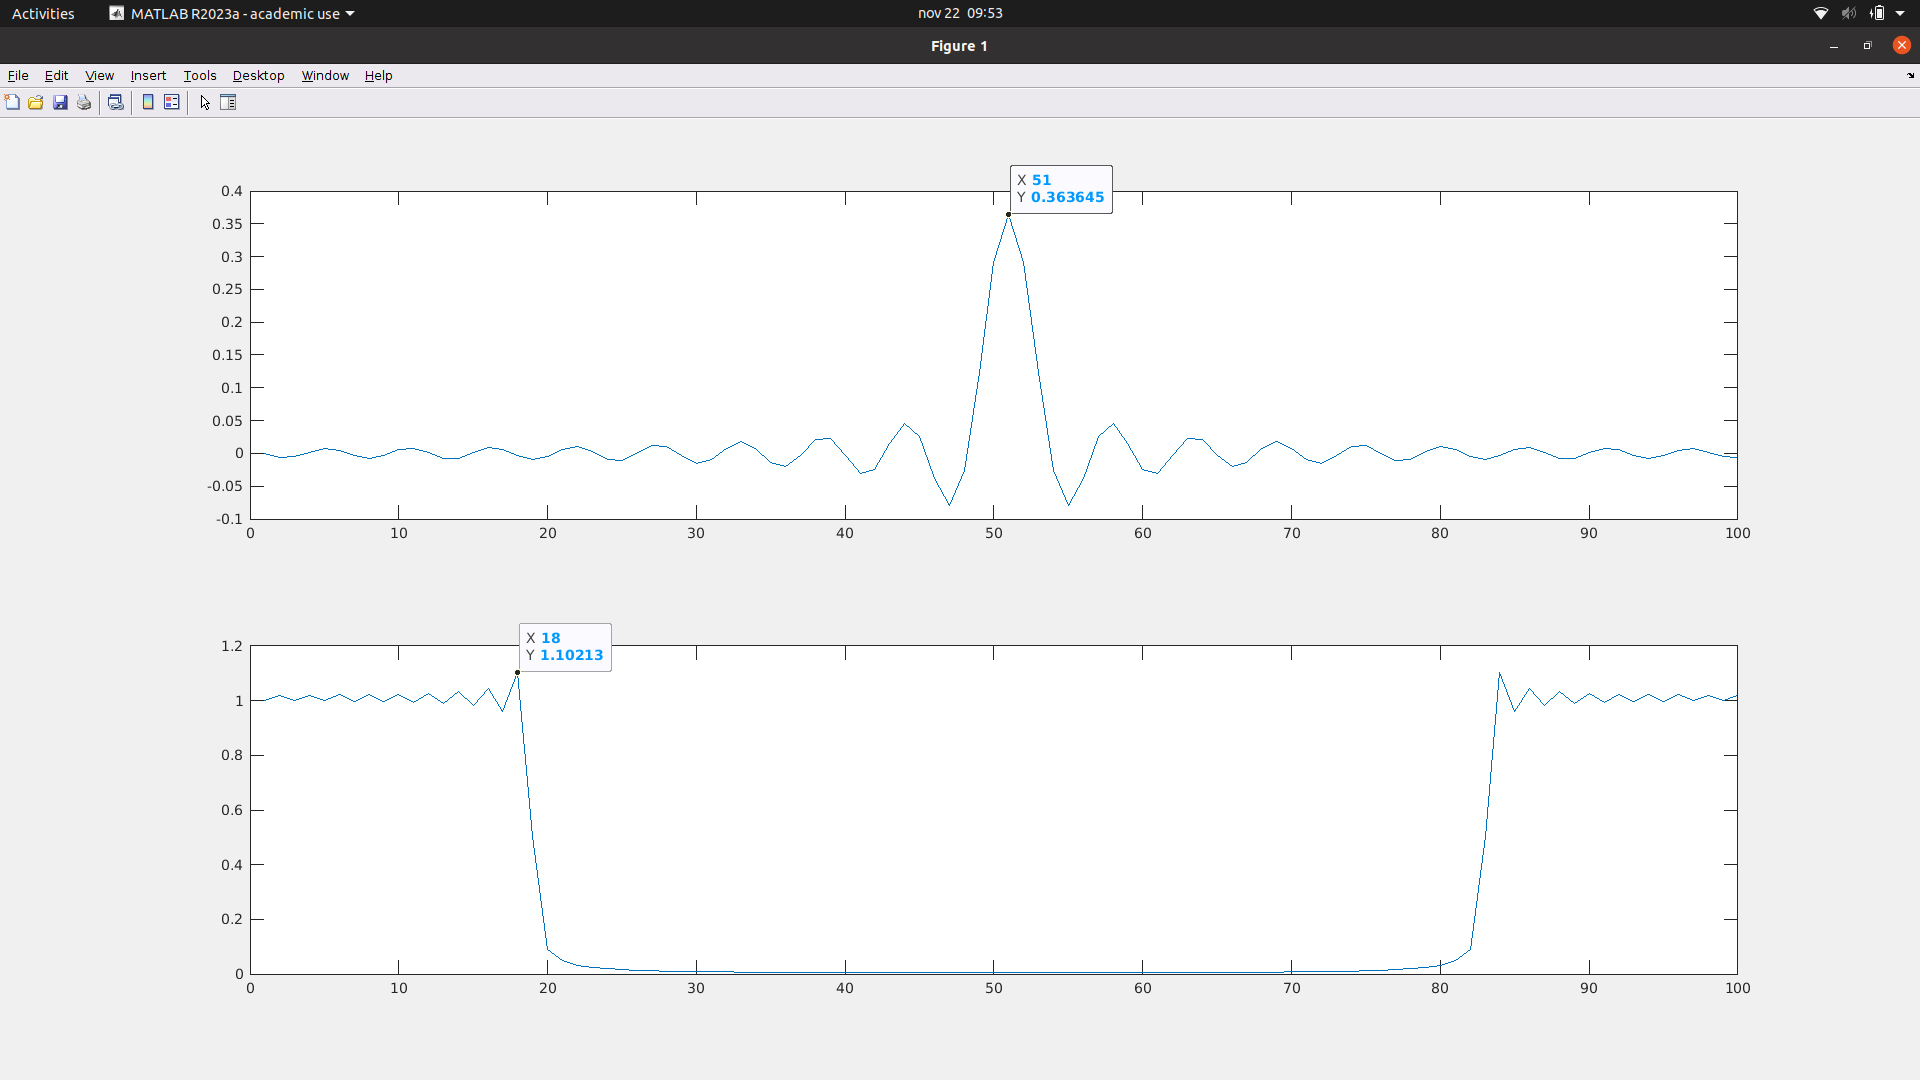 Activities MATLAB R2023a - academic use nov 22 09:53
Figure 1
File Edit View Insert Tools Desktop Window Help
X 51
Y 0.363645
0.4
0.35
0.3
0.25
0.2
0.15
0.1
0.05
0
-0.05
-0.1
0 10 20 30 40 50 60 70 80 90 100
X 18
Y 1.10213
1.2
1
0.8
0.6
0.4
0.2
0
0 10 20 30 40 50 60 70 80 90 100